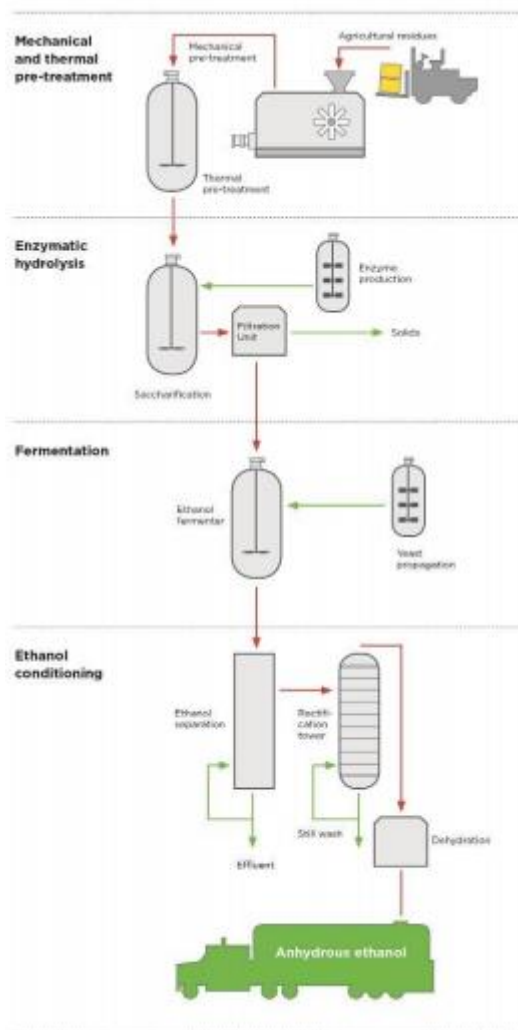 Mechanical
and thermal
pre-treatment
Mechanical
pre-treatment
Agricultural residues
Thermal
pre-treatment
Enzymatic
hydrolysis
Enzyme
production
Filtration
Unit
Solids
Saccharification
Fermentation
Ethanol
fermenter
Yeast
propagation
Ethanol
conditioning
Ethanol
separation
Rectifi-
cation
tower
Still wash
Dehydration
Effluent
Anhydrous ethanol